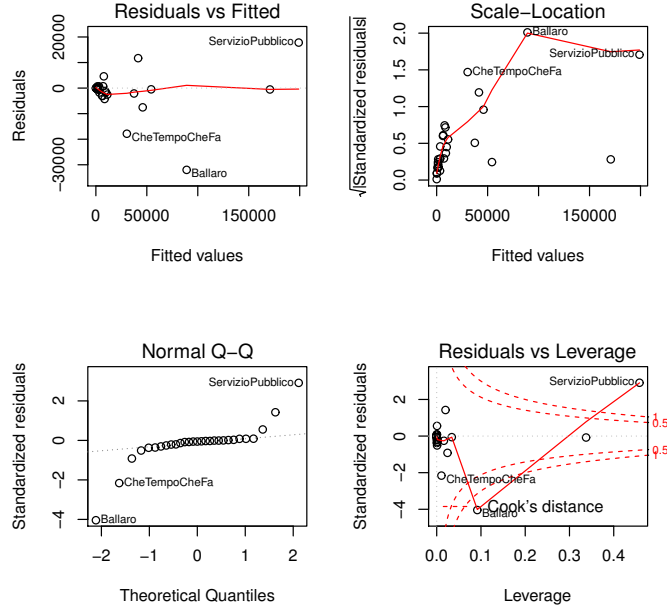 Residuals vs Fitted
Residuals
20000
0
−30000
ServizioPubblico
CheTempoCheFa
Ballaro
0
50000
150000
Fitted values
Scale−Location
√|Standardized residuals|
2.0
1.5
1.0
0.5
0.0
Ballaro
ServizioPubblico
CheTempoCheFa
0
50000
150000
Fitted values
Normal Q−Q
Standardized residuals
2
0
−2
−4
ServizioPubblico
CheTempoCheFa
Ballaro
−2
−1
0
1
2
Theoretical Quantiles
Residuals vs Leverage
Standardized residuals
2
0
−2
−4
ServizioPubblico
CheTempoCheFa
Cook's distance
Ballaro
1
0.5
0.5
1
0.0
0.1
0.2
0.3
0.4
Leverage